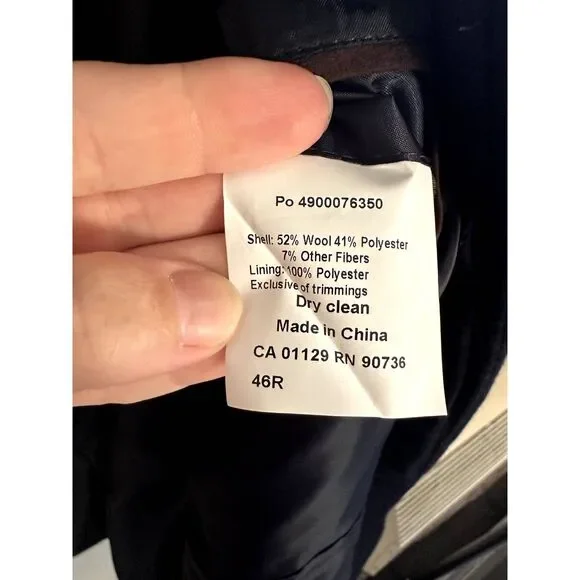 Po 4900076350
Shell: 52% Wool 41% Polyester
7% Other Fibers
Lining: 100% Polyester
Exclusive of trimmings
Dry clean
Made in China
CA 01129 RN 90736
46R